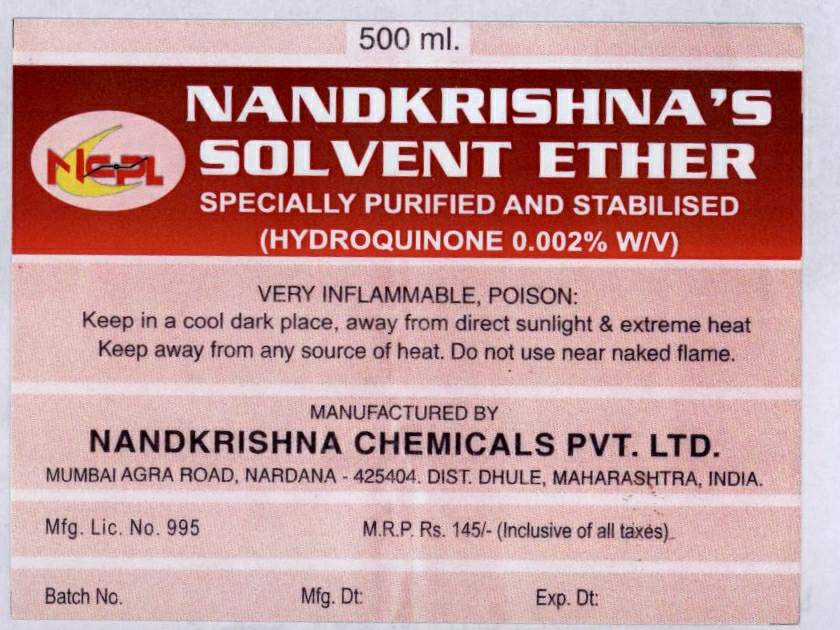 500 ml.
NANDKRISHNA'S
SOLVENT ETHER
NCPL
SPECIALLY PURIFIED AND STABILISED
(HYDROQUINONE 0.002% W/V)
VERY INFLAMMABLE, POISON:
Keep in a cool dark place, away from direct sunlight & extreme heat
Keep away from any source of heat. Do not use near naked flame.
MANUFACTURED BY
NANDKRISHNA CHEMICALS PVT. LTD.
MUMBAI AGRA ROAD, NARDANA - 425404. DIST. DHULE, MAHARASHTRA, INDIA.
Mfg. Lic. No. 995 M.R.P. Rs. 145/- (Inclusive of all taxes)
Batch No. Mfg. Dt: Exp. Dt: